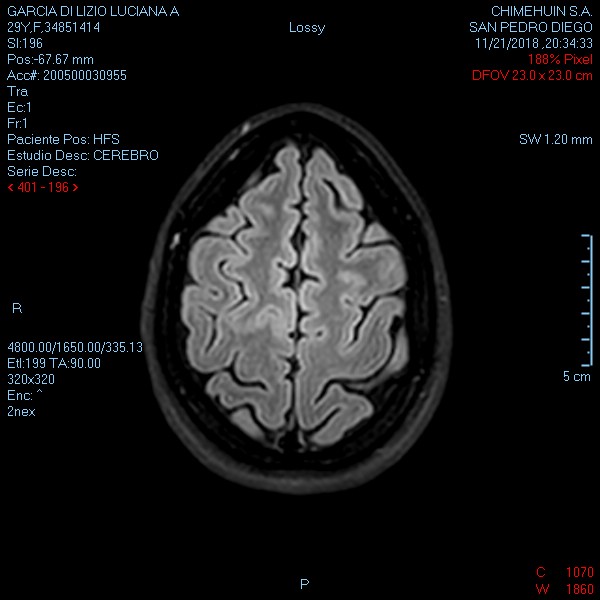 GARCIA DI LIZIO LUCIANA A
29Y,F,34851414
Sl:196
Pos:-67.67 mm
Acc#: 200500030955
Tra
Ec:1
Fr:1
Paciente Pos: HFS
Estudio Desc: CEREBRO
Serie Desc:
< 401 - 196 >
Lossy
CHIMEHUIN S.A.
SAN PEDRO DIEGO
11/21/2018 ,20:34:33
188% Pixel
DFOV 23.0 x 23.0 cm
SW 1.20 mm
R
4800.00/1650.00/335.13
Etl:199 TA:90.00
320x320
Enc: ^
2nex
5 cm
P
C 1070
W 1860